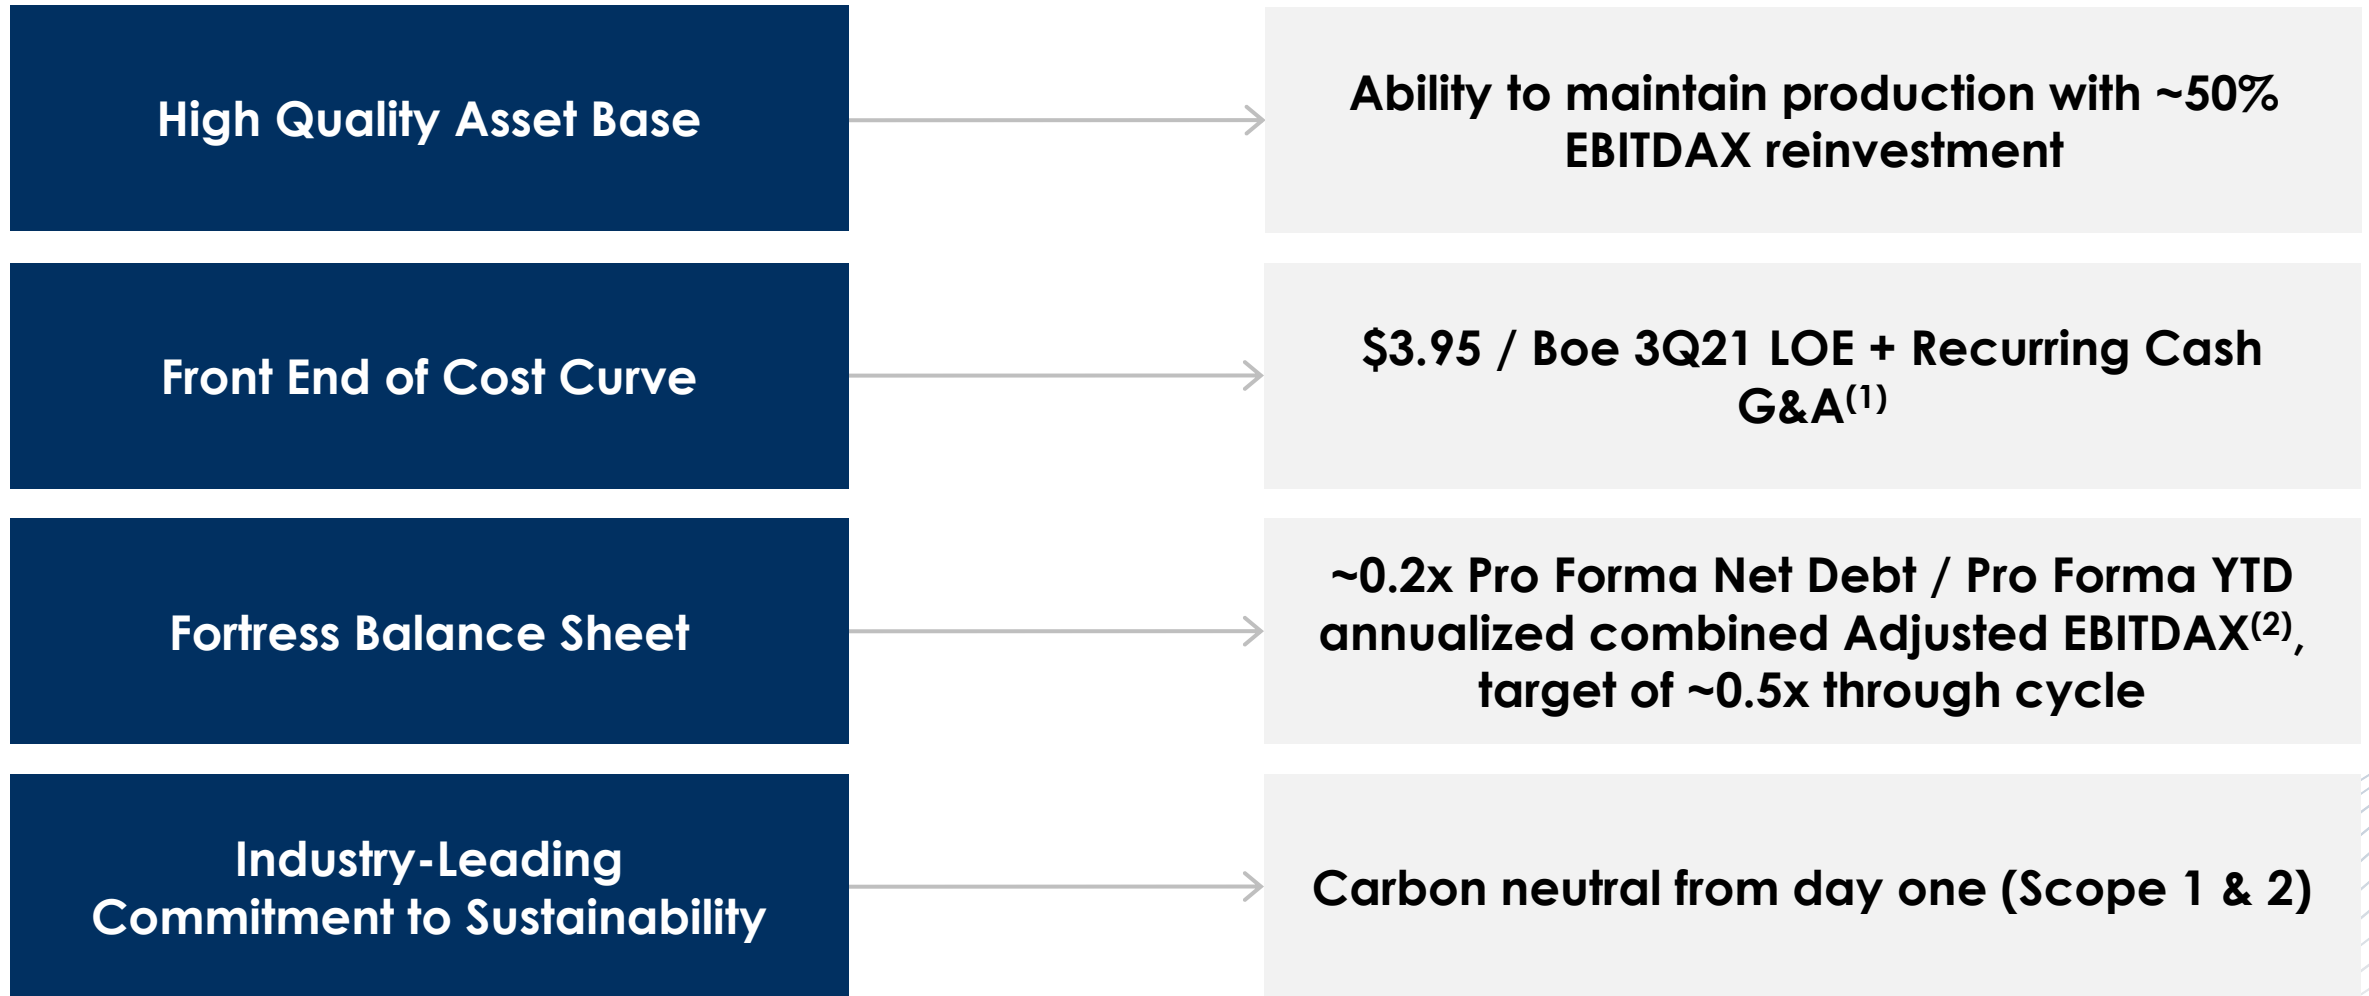 High Quality Asset Base
Ability to maintain production with ~50%
EBITDAX reinvestment
Front End of Cost Curve
$3.95 / Boe 3Q21 LOE + Recurring Cash
G&A(1)
Fortress Balance Sheet
~0.2x Pro Forma Net Debt / Pro Forma YTD
annualized combined Adjusted EBITDAX(2),
target of ~0.5x through cycle
Industry-Leading
Commitment to Sustainability
Carbon neutral from day one (Scope 1 & 2)